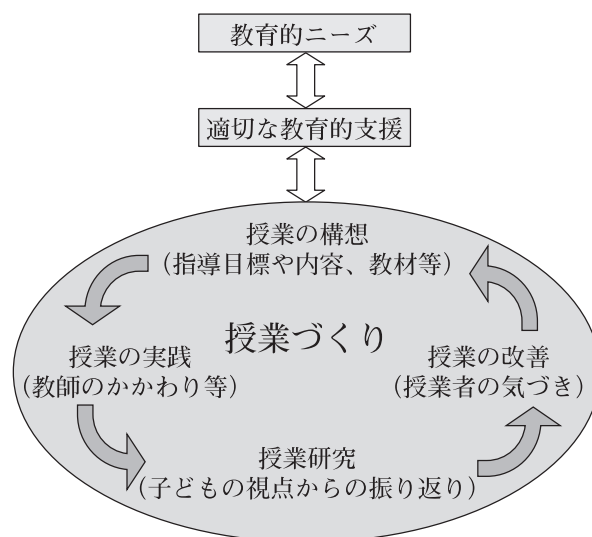 教育的ニーズ
適切な教育的支援
授業の構想
（指導目標や内容、教材等）
授業づくり
授業の実践
（教師のかかわり等）
授業の改善
（授業者の気づき）
授業研究
（子どもの視点からの振り返り）